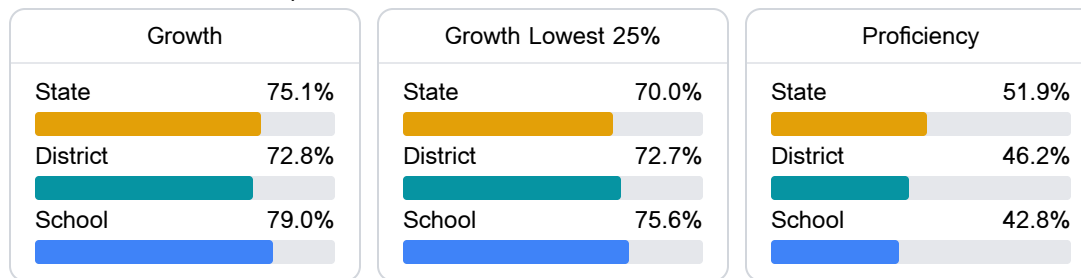 Growth
State 75.1%
District 72.8%
School 79.0%
Growth Lowest 25%
State 70.0%
District 72.7%
School 75.6%
Proficiency
State 51.9%
District 46.2%
School 42.8%